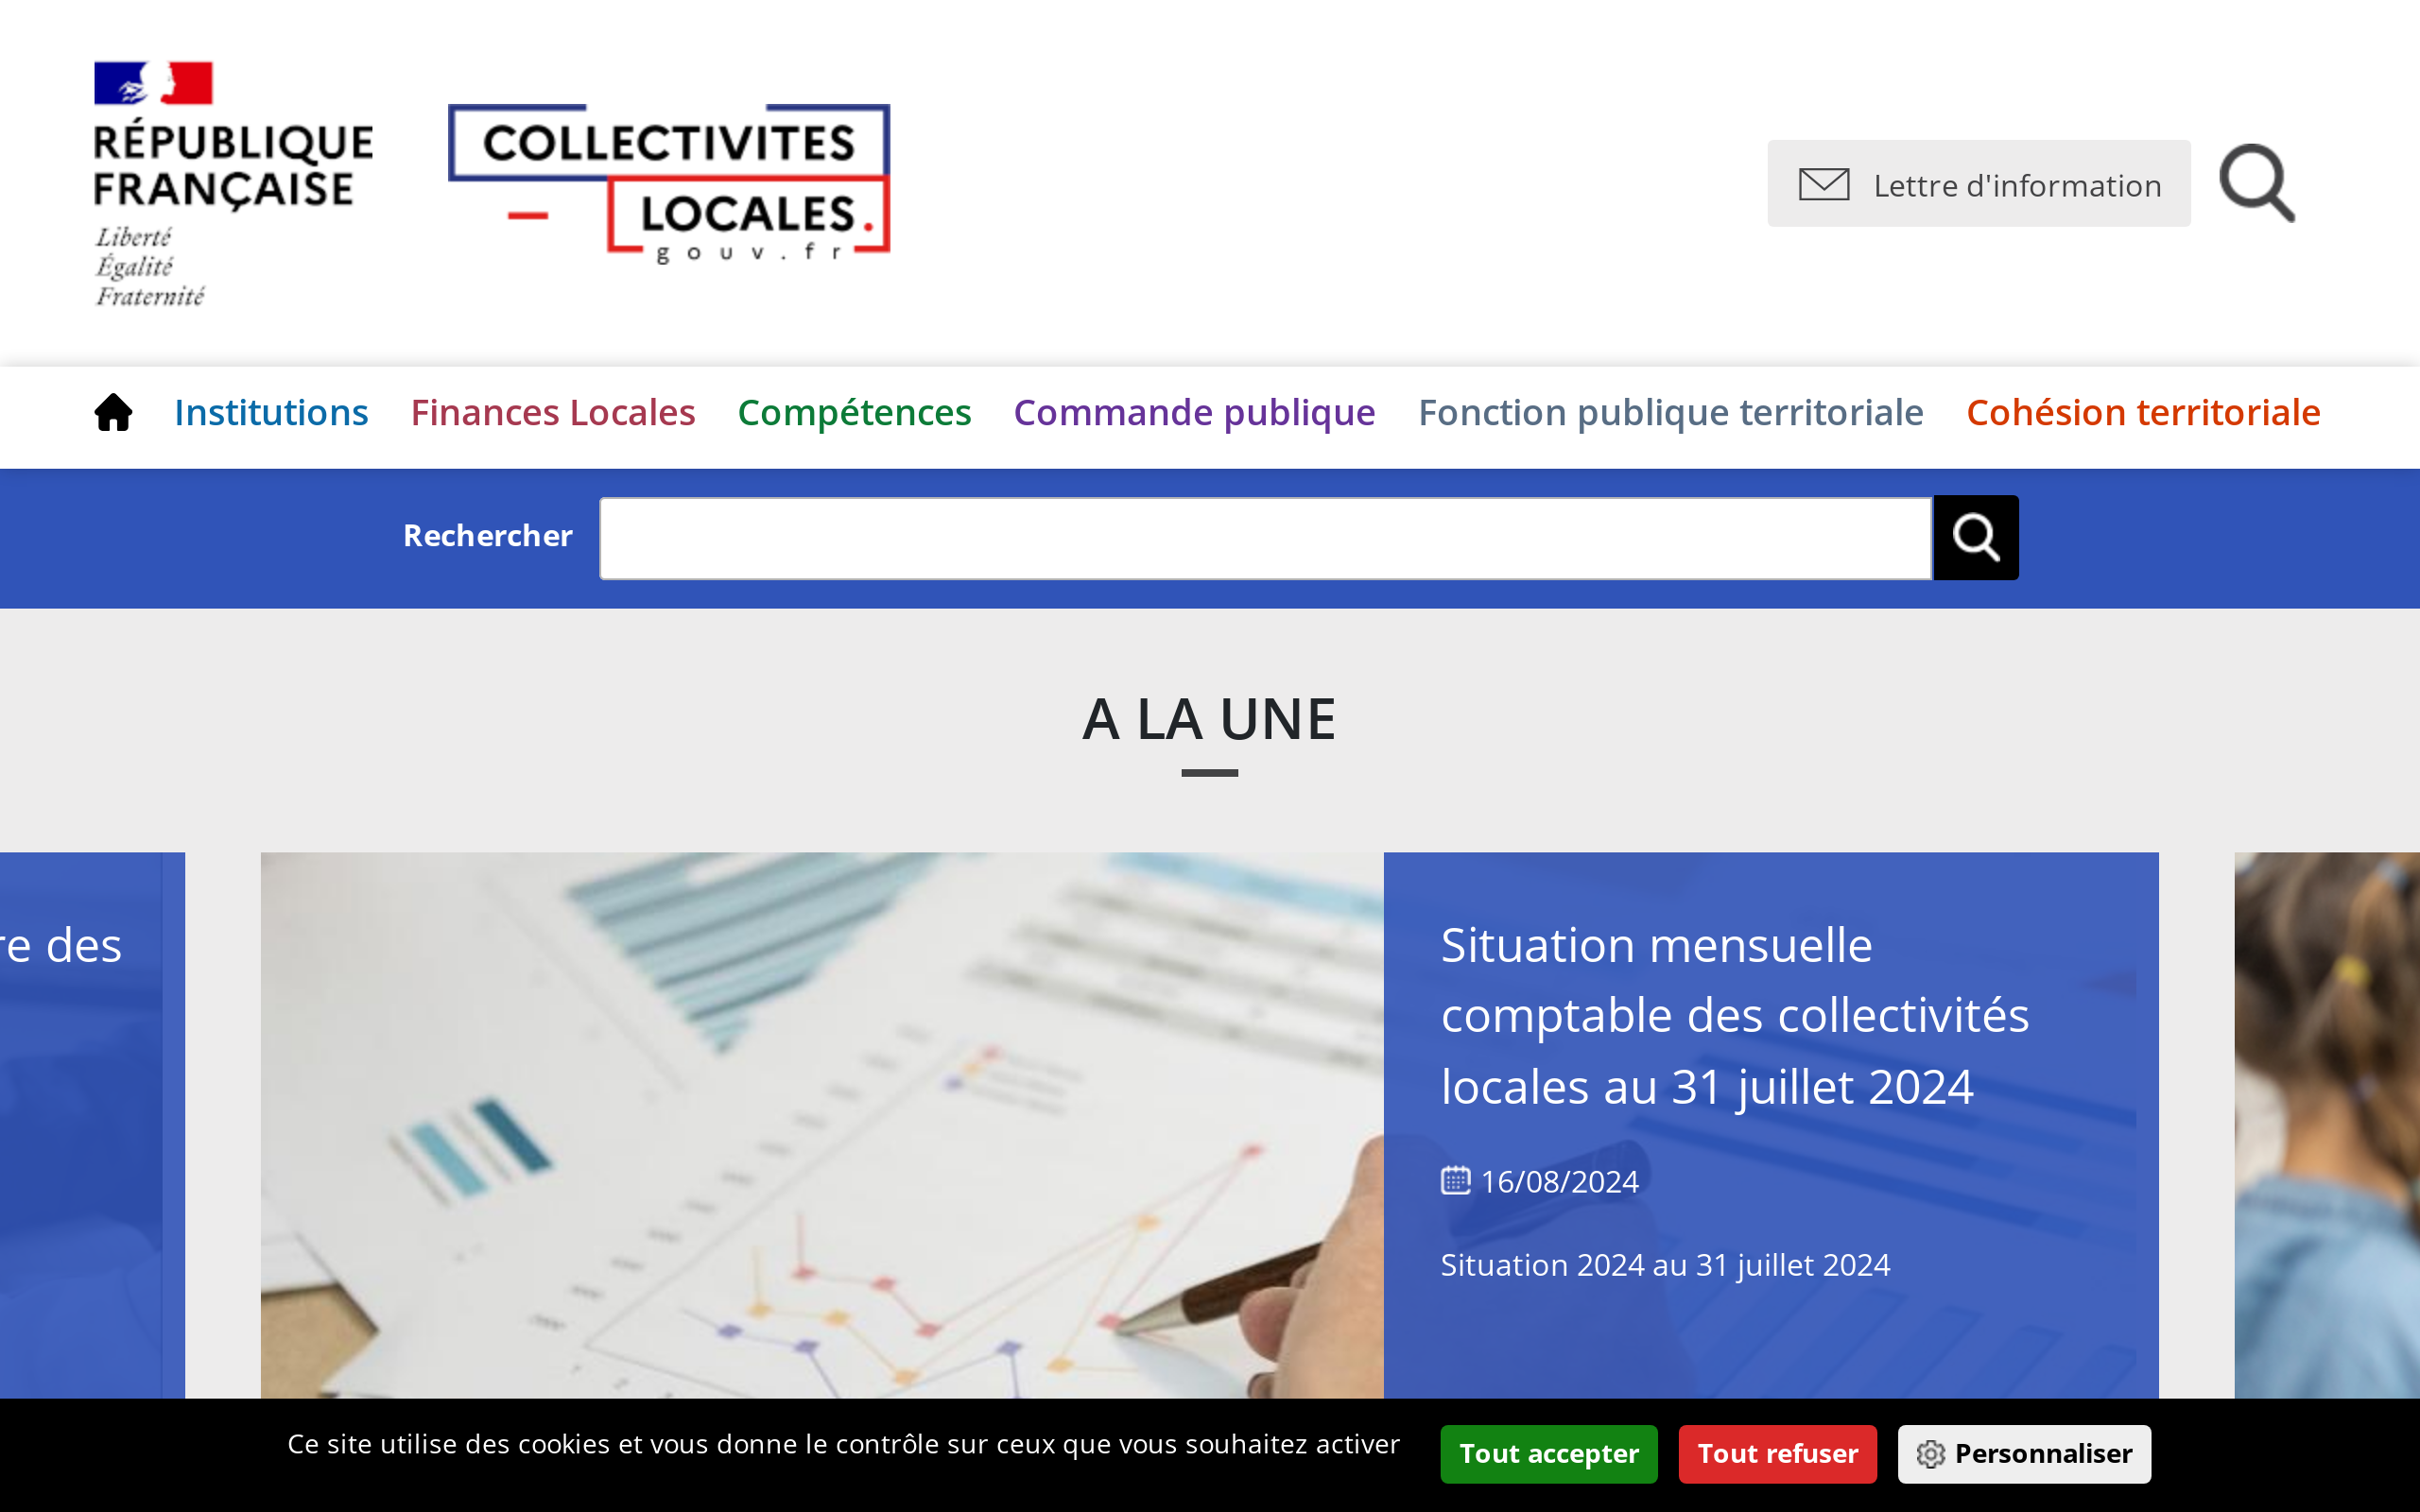 RÉPUBLIQUE
FRANÇAISE
Liberté
Égalité
Fraternité
COLLECTIVITES
LOCALES.
gouv.fr
Lettre d'information
Institutions Finances Locales Compétences Commande publique Fonction publique territoriale Cohésion territoriale
Rechercher
A LA UNE
des
Situation mensuelle
comptable des collectivités
locales au 31 juillet 2024
16/08/2024
Situation 2024 au 31 juillet 2024
Ce site utilise des cookies et vous donne le contrôle sur ceux que vous souhaitez activer
Tout accepter Tout refuser Personnaliser